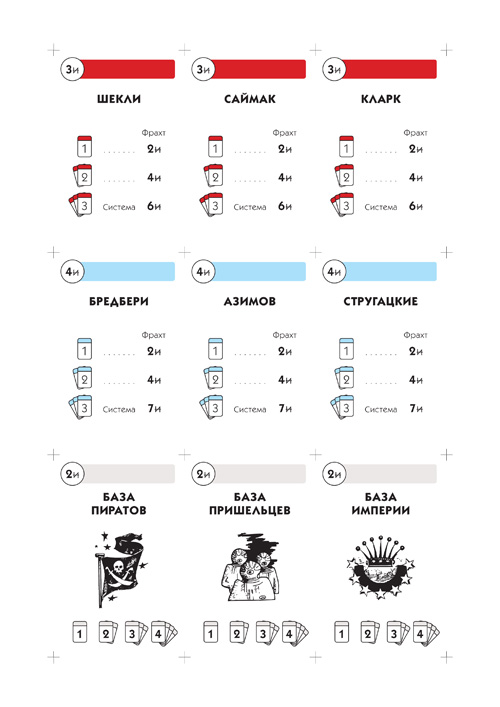 3и
ШЕКЛИ
Фрахт
1 ....... 2и
2 ....... 4и
3 Система 6и
3и
САЙМАК
Фрахт
1 ....... 2и
2 ....... 4и
3 Система 6и
3и
КЛАРК
Фрахт
1 ....... 2и
2 ....... 4и
3 Система 6и
4и
БРЕДБЕРИ
Фрахт
1 ....... 2и
2 ....... 4и
3 Система 7и
4и
АЗИМОВ
Фрахт
1 ....... 2и
2 ....... 4и
3 Система 7и
4и
СТРУГАЦКИЕ
Фрахт
1 ....... 2и
2 ....... 4и
3 Система 7и
2и
БАЗА
ПИРАТОВ
1 2 3 4
2и
БАЗА
ПРИШЕЛЬЦЕВ
1 2 3 4
2и
БАЗА
ИМПЕРИИ
1 2 3 4